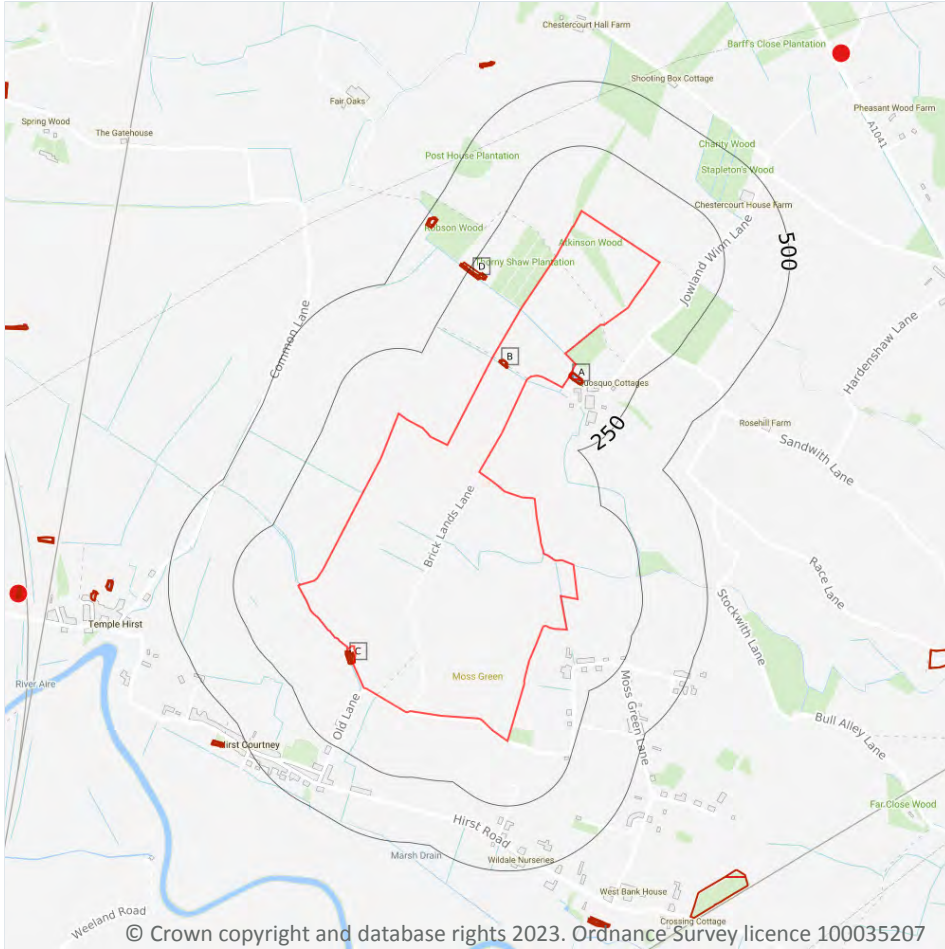 Chestercourt Hall Farm
Barff's Close Plantation
Shooting Box Cottage
Fair Oaks
Pheasant Wood Farm
A1041
Spring Wood
The Gatehouse
Charity Wood
Post House Plantation
Stapleton's Wood
Chestercourt House Farm
Robson Wood
Atkinson Wood
500
Jowland Winn Lane
D
Thorny Shaw Plantation
Common Lane
Hardenshaw Lane
B
A
Cottages
250
Rosehill Farm
Sandwith Lane
Brick Lands Lane
Race Lane
Temple Hirst
Stockwith Lane
C
River Aire
Moss Green
Moss Green Lane
Old Lane
Bull Alley Lane
Hirst Courtney
Far Close Wood
Hirst Road
Marsh Drain
Wildale Nurseries
West Bank House
Weeland Road
Crossing Cottage
© Crown copyright and database rights 2023. Ordnance Survey licence 100035207